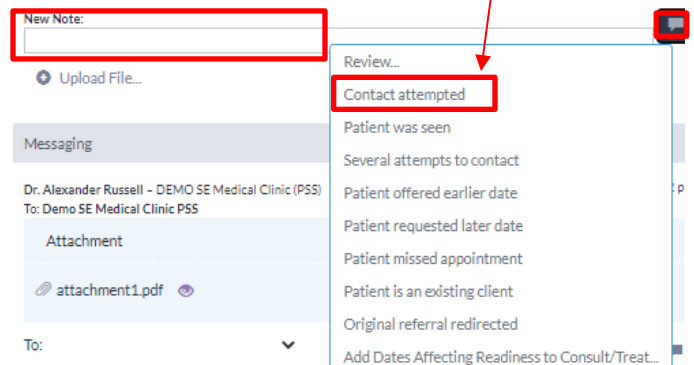 New Note:
Upload File...
Review...
Contact attempted
Patient was seen
Several attempts to contact
Patient offered earlier date
Patient requested later date
Patient missed appointment
Patient is an existing client
Original referral redirected
Add Dates Affecting Readiness to Consult/Treat...
Messaging
Dr. Alexander Russell – DEMO SE Medical Clinic (PSS)
To: Demo SE Medical Clinic PSS
Attachment
attachment1.pdf
To: